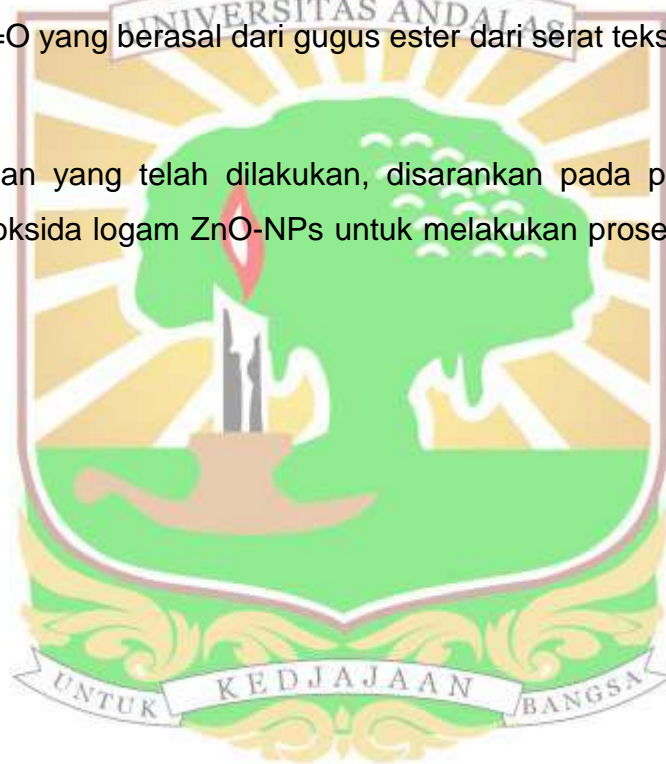 UNIVERSITAS ANDALAS
=O yang berasal dari gugus ester dari serat teks
an yang telah dilakukan, disarankan pada p
oksida logam ZnO-NPs untuk melakukan prose
UNTUK KEDJAJAAN BANGSA